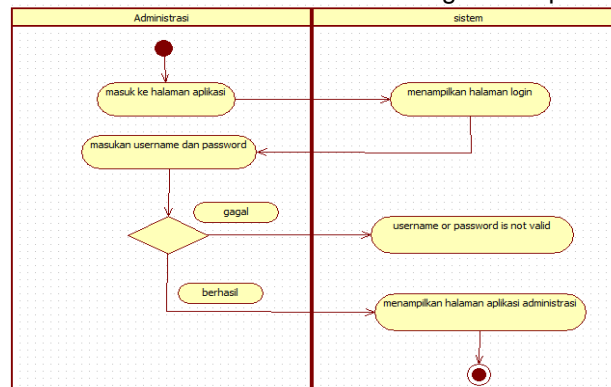 Administrasi
sistem
masuk ke halaman aplikasi
menampilkan halaman login
masukan username dan password
gagal
username or password is not valid
berhasil
menampilkan halaman aplikasi administrasi